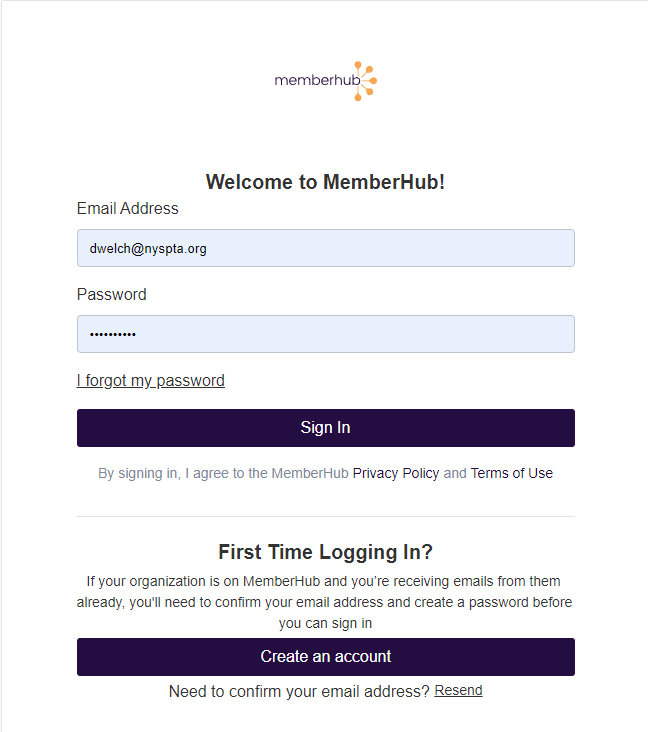 memberhub
Welcome to MemberHub!
Email Address
dwelch@nyspta.org
Password
••••••••••
I forgot my password
Sign In
By signing in, I agree to the MemberHub Privacy Policy and Terms of Use
First Time Logging In?
If your organization is on MemberHub and you’re receiving emails from them
already, you'll need to confirm your email address and create a password before
you can sign in
Create an account
Need to confirm your email address? Resend